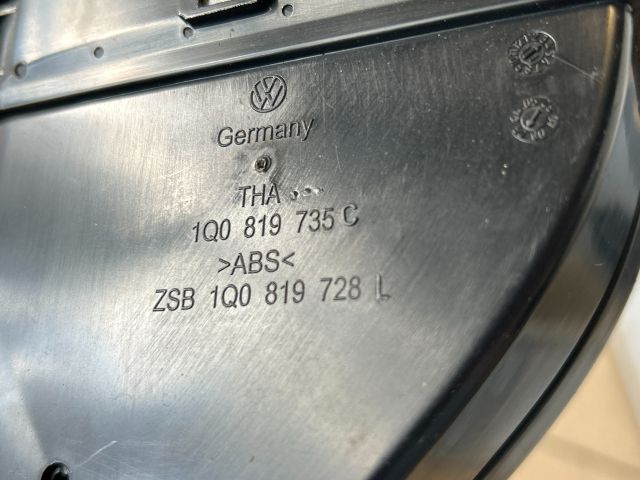 Germany
THA
1Q0 819 735 C
>ABS<
ZSB 1Q0 819 728 L